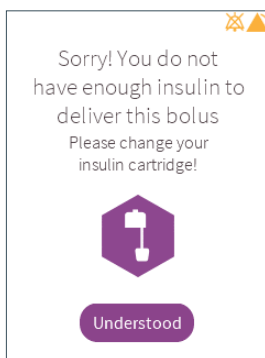 Sorry! You do not
have enough insulin to
deliver this bolus
Please change your
insulin cartridge!
Understood